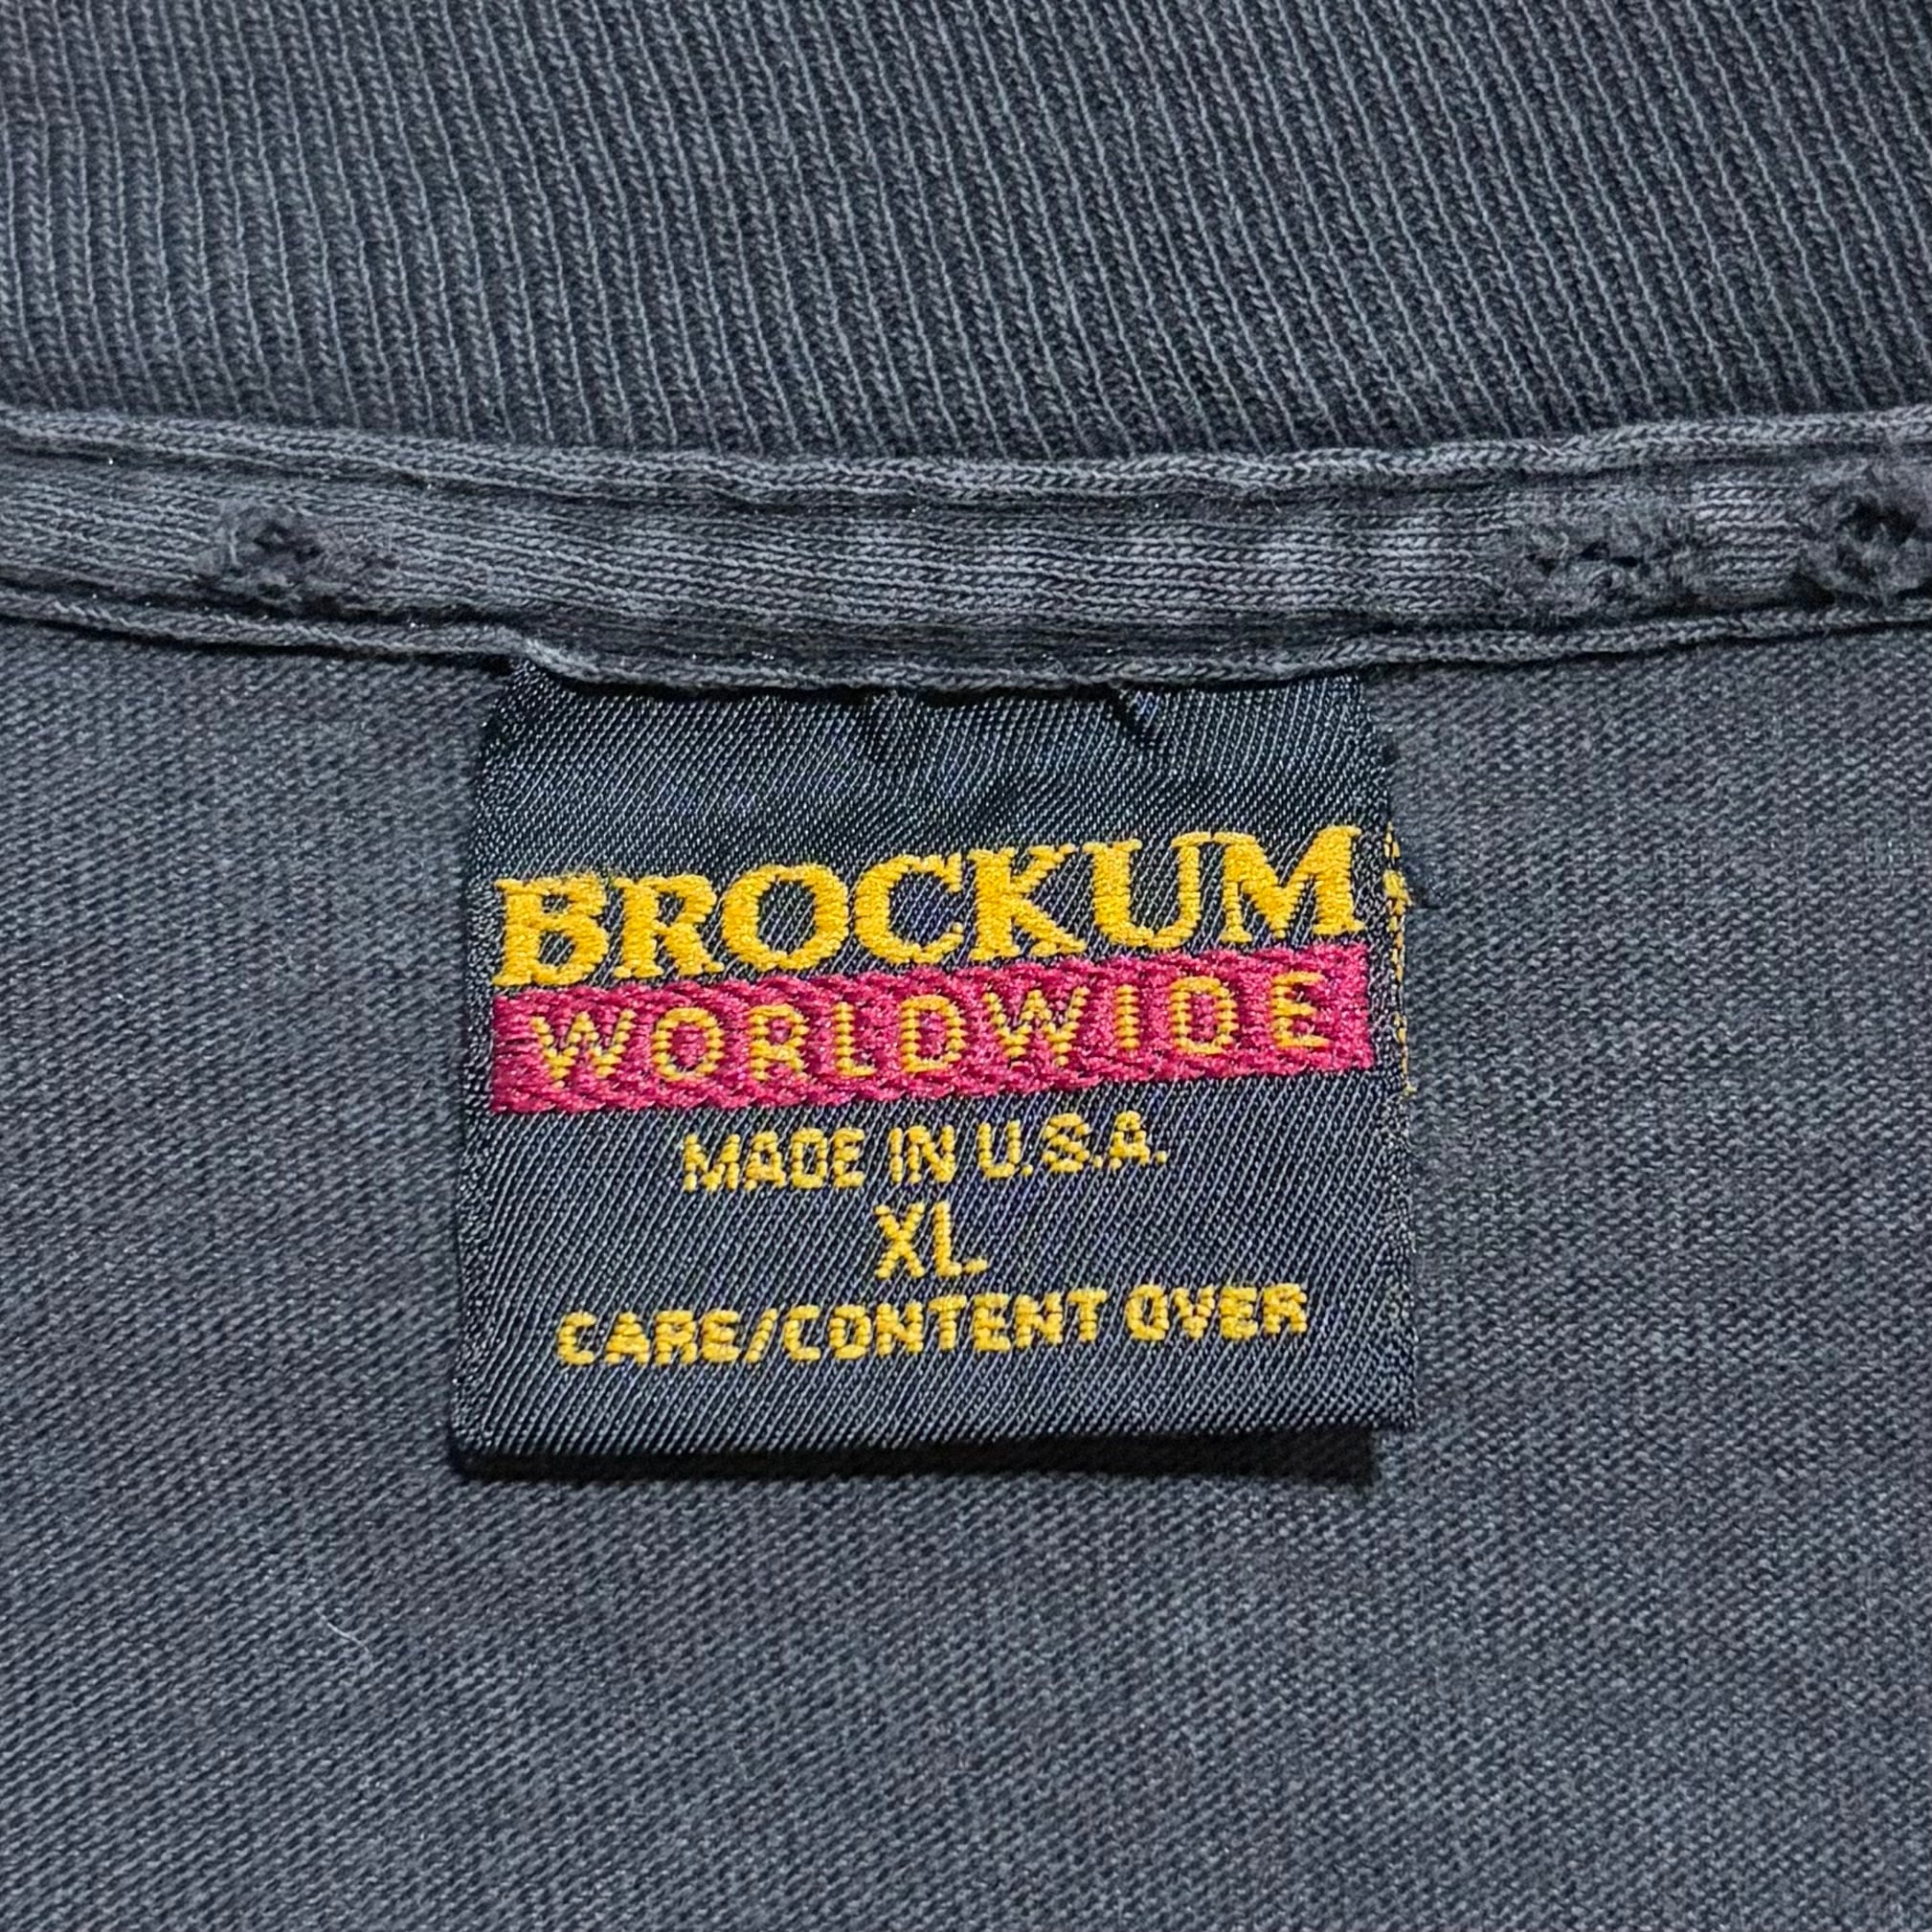 BROCKUM
WORLDWIDE
MADE IN U.S.A.
XL
CARE/CONTENT OVER